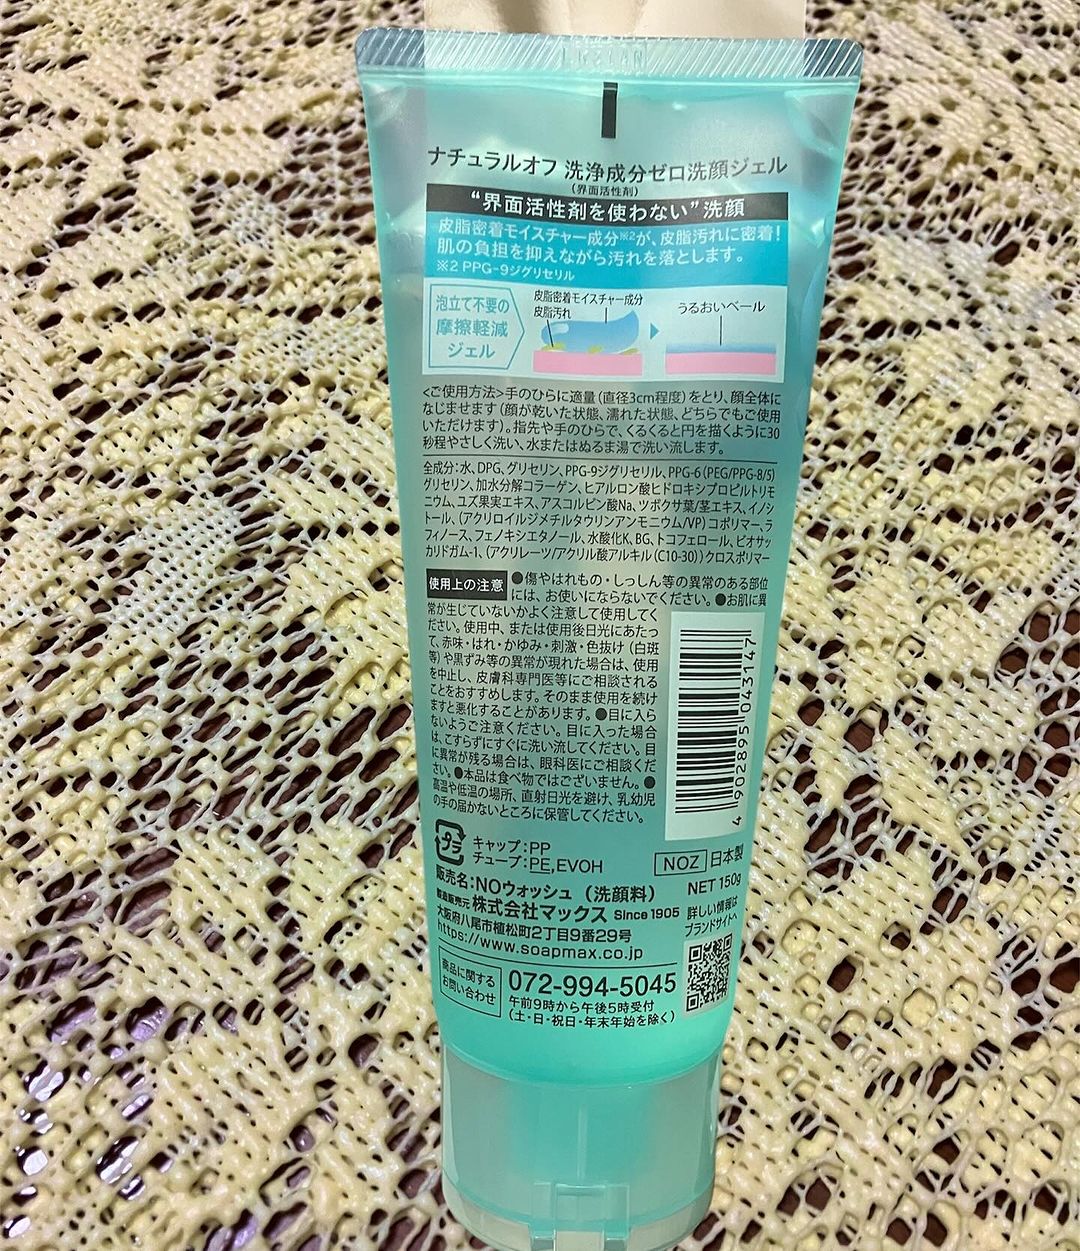 ナチュラルオフ 洗浄成分ゼロ洗顔ジェル
(界面活性剤)
“界面活性剤を使わない”洗顔
皮脂密着モイスチャー成分※2が、皮脂汚れに密着!
肌の負担を抑えながら汚れを落とします。
※2 PPG-9ジグリセリル
泡立て不要の
摩擦軽減
ジェル
皮脂密着モイスチャー成分
皮脂汚れ
うるおいベール
<ご使用方法>手のひらに適量(直径3cm程度)をとり、顔全体に
なじませます(顔が乾いた状態、濡れた状態、どちらでもご使用
いただけます)。指先や手のひらで、くるくると円を描くように30
秒程やさしく洗い、水またはぬるま湯で洗い流します。
全成分:水、DPG、グリセリン、PPG-9ジグリセリル、PPG-6(PEG/PPG-8/5)
グリセリン、加水分解コラーゲン、ヒアルロン酸ヒドロキシプロピルトリモ
ニウム、ユズ果実エキス、アスコルビン酸Na、ツボクサ葉/茎エキス、イノシ
トール、(アクリロイルジメチルタウリンアンモニウム/VP)コポリマー、ラ
フィノース、フェノキシエタノール、水酸化K、BG、トコフェロール、ビオサッ
カリドガム-1、(アクリレーツ/アクリル酸アルキル(C10-30))クロスポリマー
使用上の注意
●傷やはれもの・しっしん等の異常のある部位
には、お使いにならないでください。●お肌に異
常が生じていないかよく注意して使用してく
ださい。使用中、または使用後日光にあたっ
て、赤味・はれ・かゆみ・刺激・色抜け(白斑
等)や黒ずみ等の異常が現れた場合は、使用
を中止し、皮膚科専門医等にご相談される
ことをおすすめします。そのまま使用を続け
ますと悪化することがあります。●目に入ら
ないようご注意ください。目に入った場合
は、こすらずにすぐに洗い流してください。目
に異常が残る場合は、眼科医にご相談くだ
さい。●本品は食べ物ではございません。●
高温や低温の場所、直射日光を避け、乳幼児
の手の届かないところに保管してください。
4 902895 043147
プラ
キャップ:PP
チューブ:PE,EVOH
NOZ 日本製
販売名:NOウォッシュ(洗顔料)
NET 150g
製造販売元 株式会社マックス Since 1905
大阪府八尾市植松町2丁目9番29号
https://www.soapmax.co.jp
詳しい情報は
ブランドサイトへ
商品に関する
お問い合わせ
072-994-5045
午前9時から午後5時受付
(土・日・祝日・年末年始を除く)